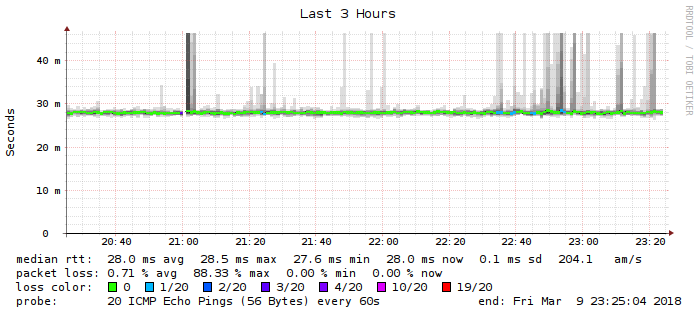 Last 3 Hours
RRDTOOL / TOBI OETIKER
Seconds
40 m
30 m
20 m
10 m
0
20:40 21:00 21:20 21:40 22:00 22:20 22:40 23:00 23:20
median rtt: 28.0 ms avg 28.5 ms max 27.6 ms min 28.0 ms now 0.1 ms sd 204.1 am/s
packet loss: 0.71 % avg 88.33 % max 0.00 % min 0.00 % now
loss color: 0 1/20 2/20 3/20 4/20 10/20 19/20
probe: 20 ICMP Echo Pings (56 Bytes) every 60s end: Fri Mar 9 23:25:04 2018